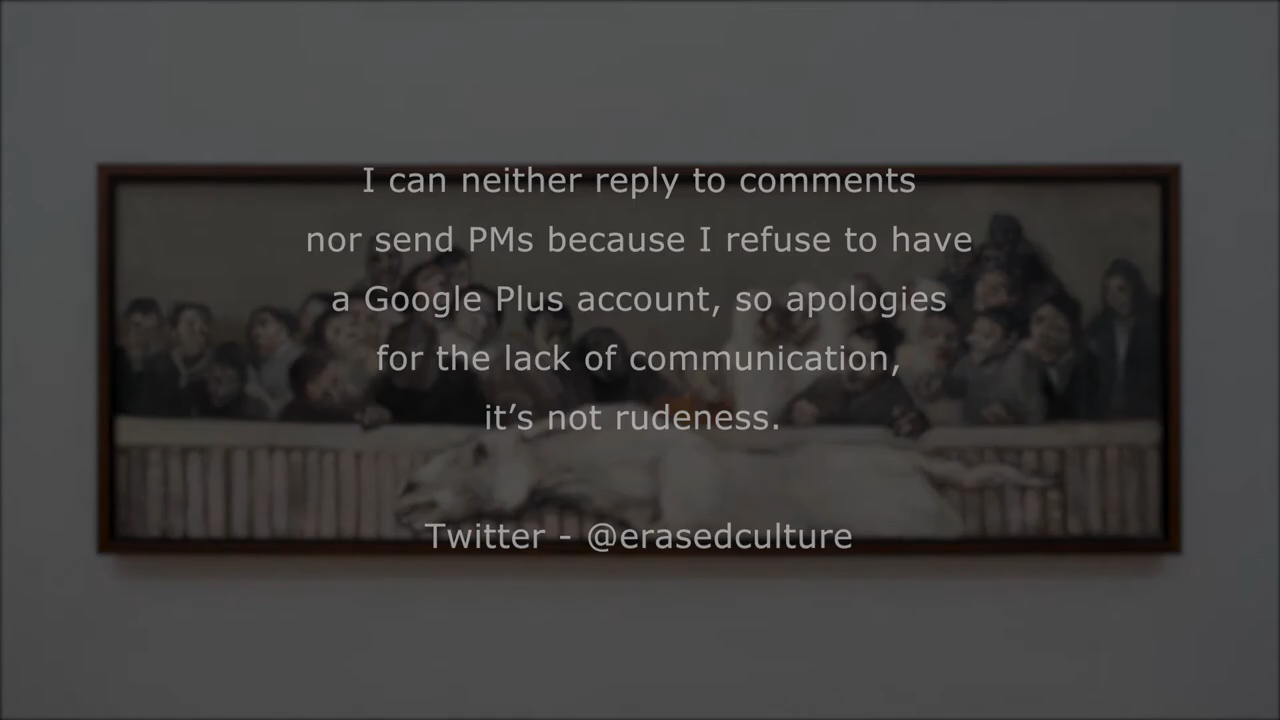 I can neither reply to comments
nor send PMs because I refuse to have
a Google Plus account, so apologies
for the lack of communication,
it’s not rudeness.
Twitter - @erasedculture